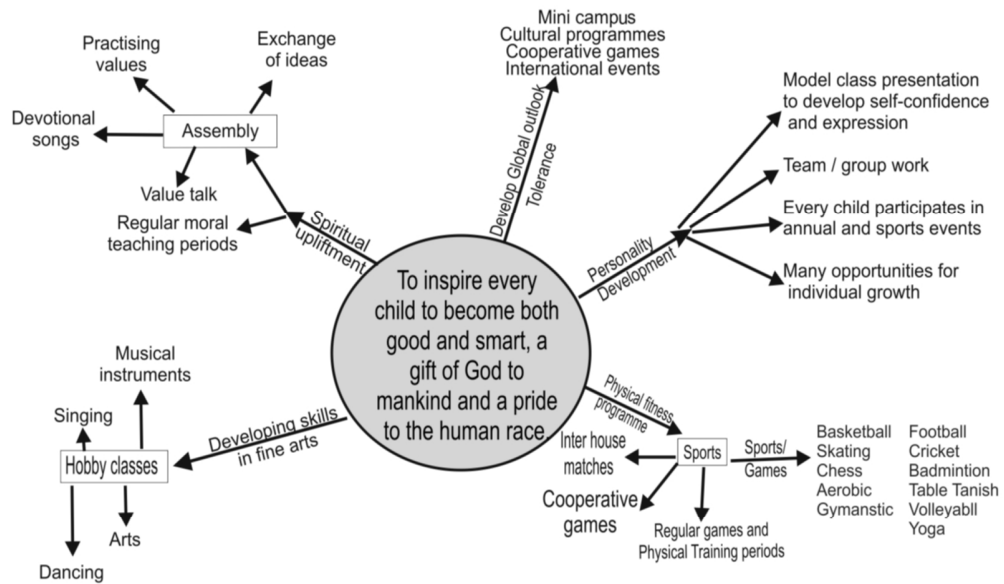 Mini campus
Cultural programmes
Cooperative games
International events
Develop Global outlook
Tolerance
Practising
values
Exchange
of ideas
Devotional
songs
Assembly
Value talk
Regular moral
teaching periods
Spiritual
upliftment
Personality
Development
Model class presentation
to develop self-confidence
and expression
Team / group work
Every child participates in
annual and sports events
Many opportunities for
individual growth
To inspire every
child to become both
good and smart, a
gift of God to
mankind and a pride
to the human race.
Musical
instruments
Singing
Hobby classes
Developing skills
in fine arts
Arts
Dancing
Physical fitness
programme
Inter house
matches
Sports
Sports/
Games
Cooperative
games
Regular games and
Physical Training periods
Basketball
Skating
Chess
Aerobic
Gymanstic
Football
Cricket
Badmintion
Table Tanish
Volleyabll
Yoga